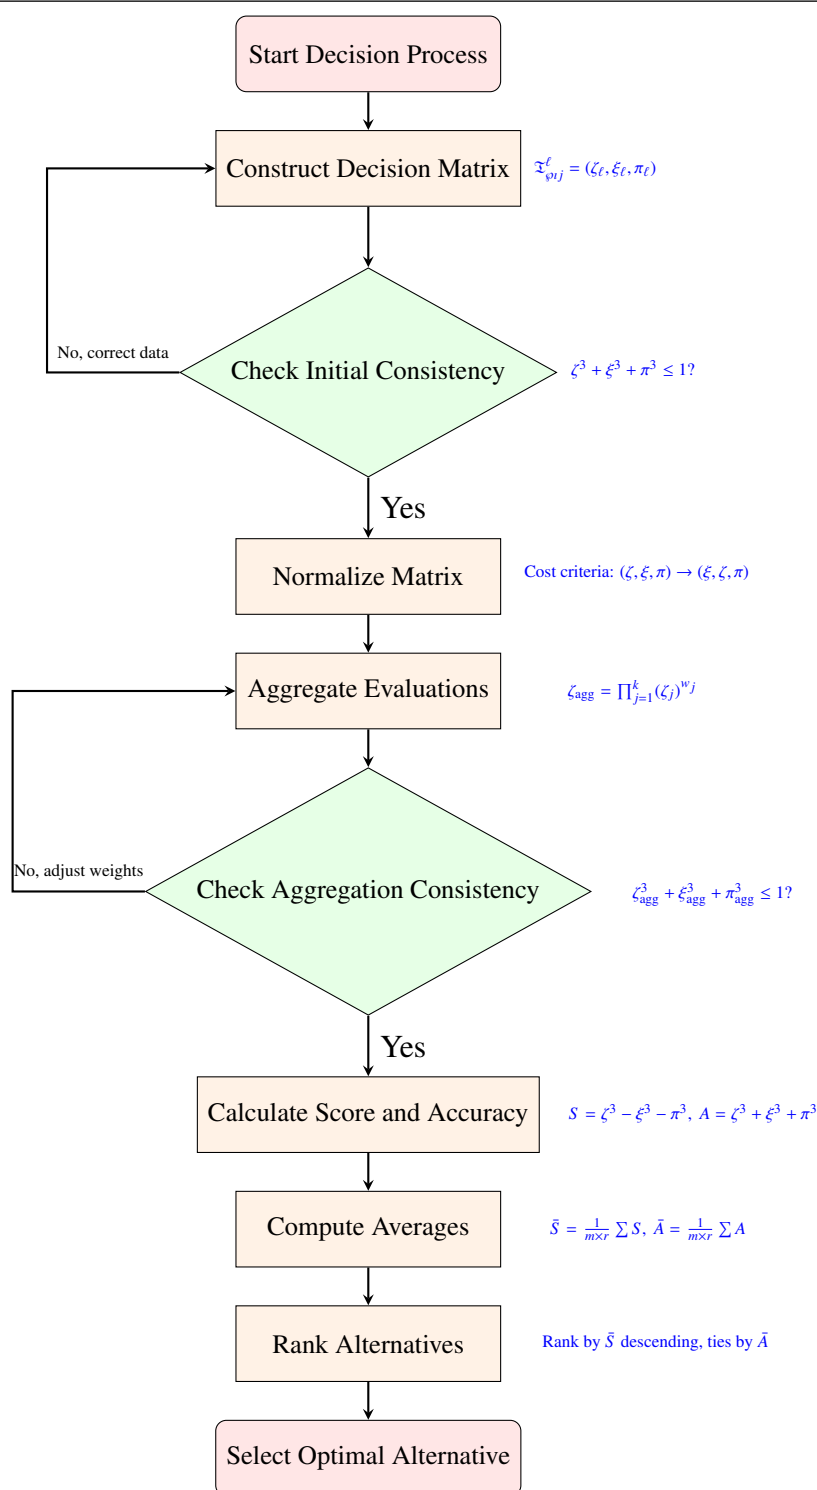 Start Decision Process
Construct Decision Matrix
𝔗^ℓ_{℘ıj} = (ζ_ℓ, ξ_ℓ, π_ℓ)
No, correct data
Check Initial Consistency
ζ³ + ξ³ + π³ ≤ 1?
Yes
Normalize Matrix
Cost criteria: (ζ, ξ, π) → (ξ, ζ, π)
Aggregate Evaluations
ζ_agg = ∏^k_{j=1}(ζ_j)^{w_j}
No, adjust weights
Check Aggregation Consistency
ζ³_agg + ξ³_agg + π³_agg ≤ 1?
Yes
Calculate Score and Accuracy
S = ζ³ − ξ³ − π³, A = ζ³ + ξ³ + π³
Compute Averages
S̄ = 1/(m×r) ∑ S, Ā = 1/(m×r) ∑ A
Rank Alternatives
Rank by S̄ descending, ties by Ā
Select Optimal Alternative